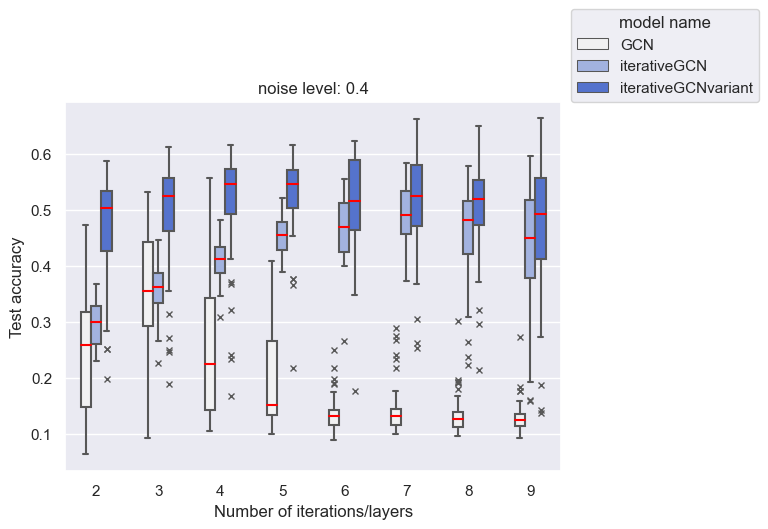 model name
GCN
iterativeGCN
iterativeGCNvariant
noise level: 0.4
Test accuracy
0.6
0.5
0.4
0.3
0.2
0.1
2 3 4 5 6 7 8 9
Number of iterations/layers